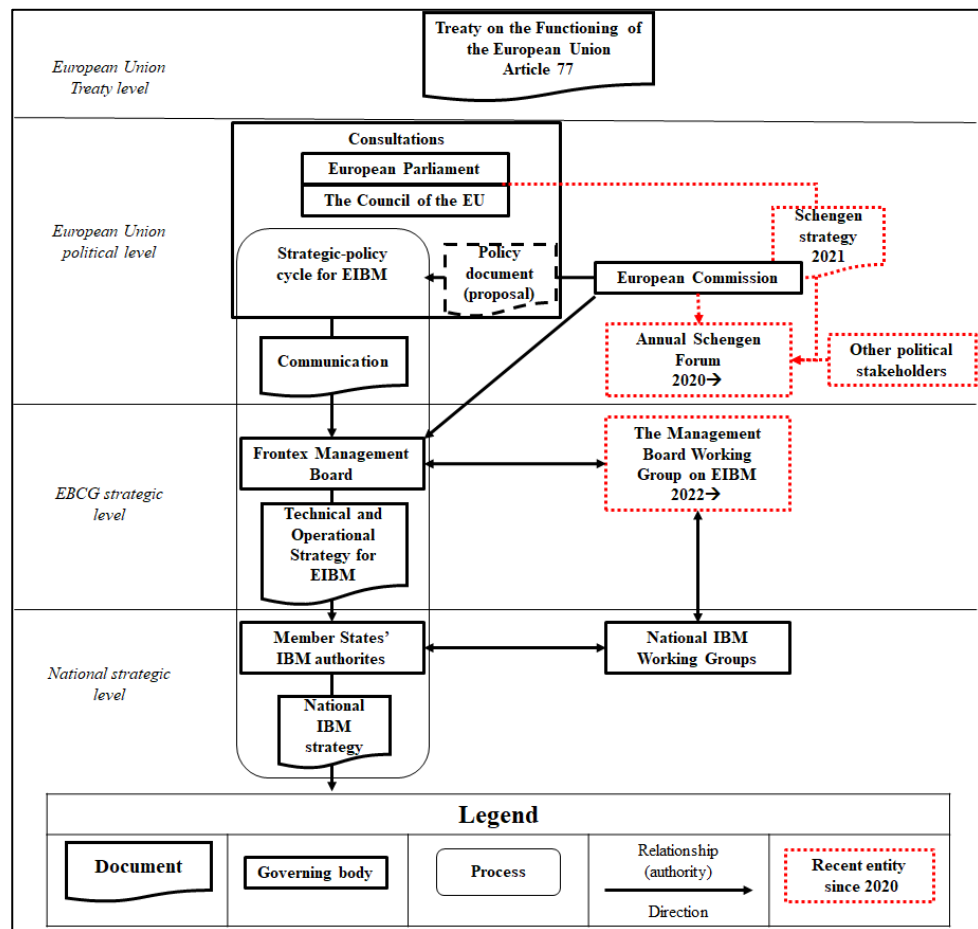 Treaty on the Functioning of
the European Union
Article 77
European Union
Treaty level
Consultations
European Parliament
The Council of the EU
European Union
political level
Strategic-policy
cycle for EIBM
Policy
document
(proposal)
European Commission
Schengen
strategy
2021
Communication
Annual Schengen
Forum
2020→
Other political
stakeholders
EBCG strategic
level
Frontex Management
Board
The Management
Board Working
Group on EIBM
2022→
Technical and
Operational
Strategy for
EIBM
National strategic
level
Member States’
IBM authorites
National IBM
Working Groups
National
IBM
strategy
Legend
Document
Governing body
Process
Relationship
(authority)
Direction
Recent entity
since 2020